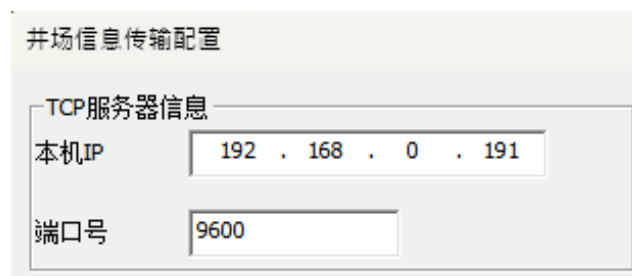 井场信息传输配置
TCP服务器信息
本机IP 192 . 168 . 0 . 191
端口号 9600